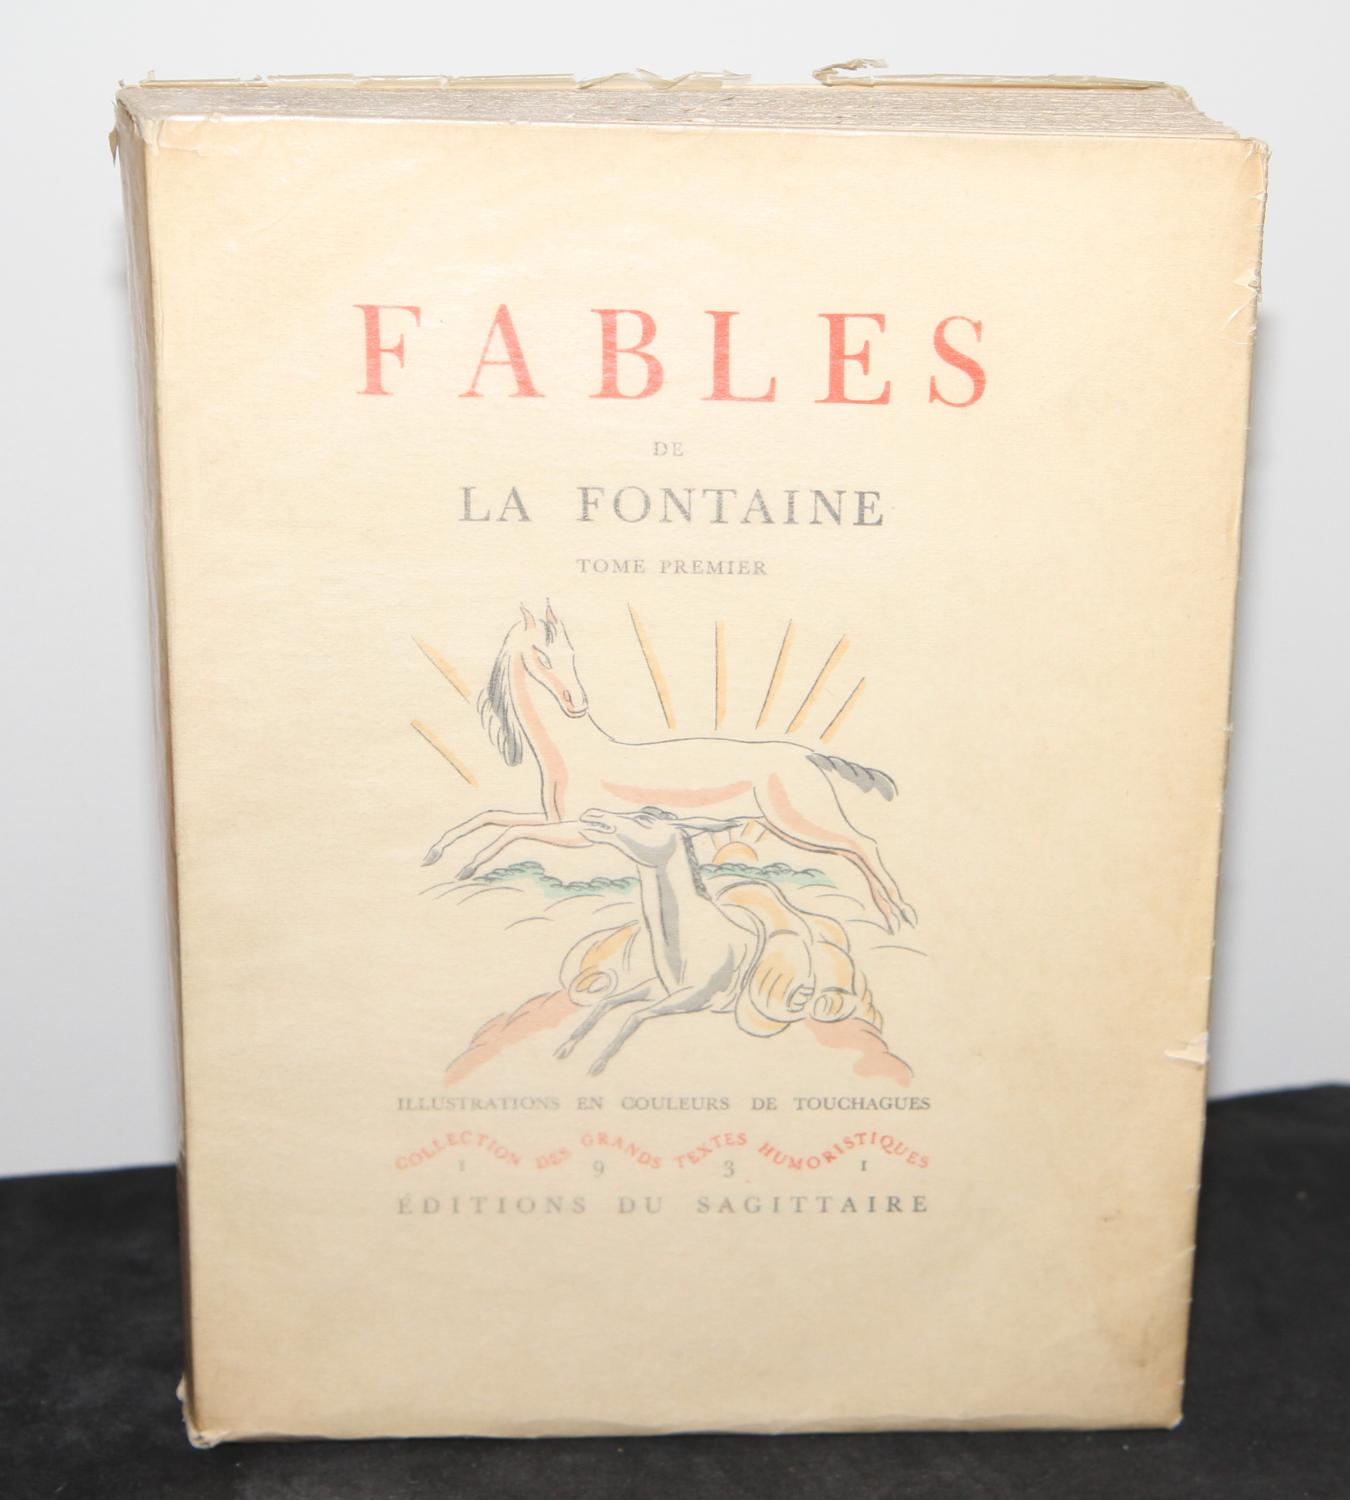 FABLES
DE
LA FONTAINE
TOME PREMIER
ILLUSTRATIONS EN COULEURS DE TOUCHAGUES
COLLECTION DES GRANDS TEXTES HUMORISTIQUES
1 9 3 1
ÉDITIONS DU SAGITTAIRE